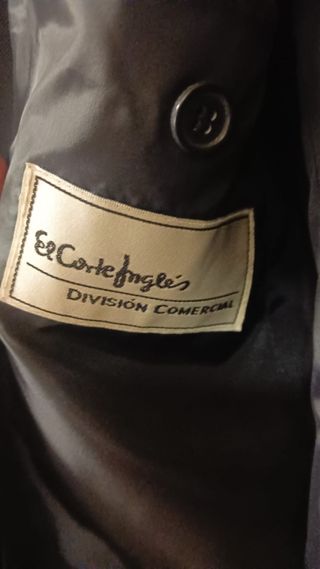 El Corte Inglés
DIVISIÓN COMERCIAL